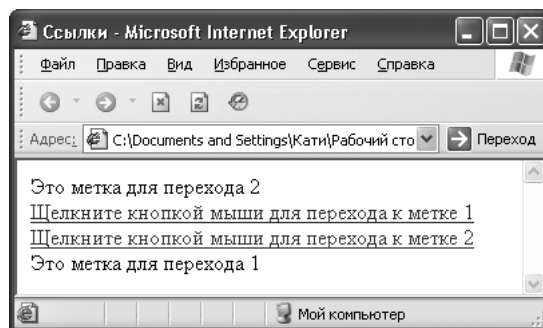 Ссылки - Microsoft Internet Explorer
Файл Правка Вид Избранное Сервис Справка
Адрес: C:\Documents and Settings\Кати\Рабочий сто Переход
Это метка для перехода 2
Щелкните кнопкой мыши для перехода к метке 1
Щелкните кнопкой мыши для перехода к метке 2
Это метка для перехода 1
Мой компьютер